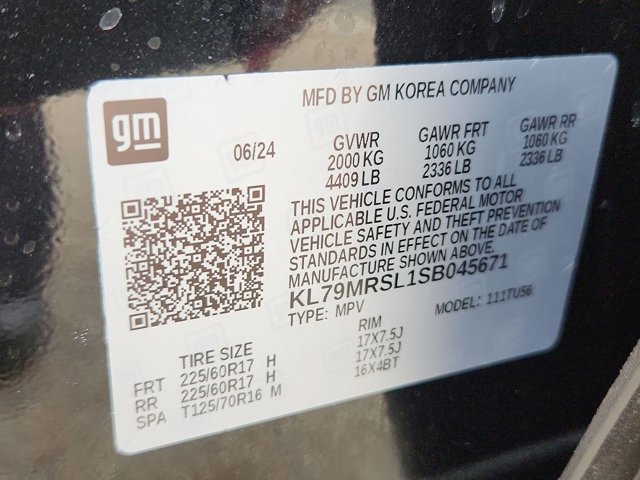 MFD BY GM KOREA COMPANY
gm
06/24
GVWR GAWR FRT GAWR RR
2000 KG 1060 KG 1060 KG
4409 LB 2336 LB 2336 LB
THIS VEHICLE CONFORMS TO ALL
APPLICABLE U.S. FEDERAL MOTOR
VEHICLE SAFETY AND THEFT PREVENTION
STANDARDS IN EFFECT ON THE DATE OF
MANUFACTURE SHOWN ABOVE.
KL79MRSL1SB045671
TYPE: MPV MODEL: 111TU56
TIRE SIZE RIM
FRT 225/60R17 H 17X7.5J
RR 225/60R17 H 17X7.5J
SPA T125/70R16 M 16X4BT